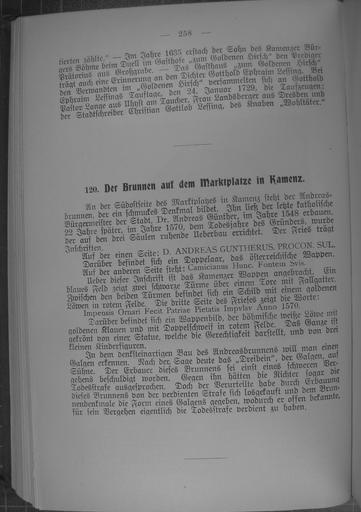 — 258 —
tierten zählte." — Im Jahre 1635 erstach der Sohn des Kamenzer Bür-
gers Böhme beim Duell im Gasthofe „zum Goldenen Hirsch" den Prediger
Prätorius aus Großgrabe. — Das Gasthaus „zum Goldenen Hirsch"
trägt auch eine Erinnerung an den Dichter Gotthold Ephraim Lessing. Bei
den Verwandten im „Goldenen Hirsch" versammelten sich an Gotthold
Ephraim Lessings Tauftage, den 24. Januar 1729, die Taufzeugen:
Pastor Lange aus Uhyst am Taucher, Frau Landsberger aus Dresden und
der Stadtschreiber Christian Gottlob Lessing, des Knaben „Wohltäter."
120. Der Brunnen auf dem Marktplatze in Kamenz.
An der Südostseite des Marktplatzes in Kamenz steht der Andreas-
brunnen, der ein schmuckes Denkmal bildet. Ihn ließ der letzte katholische
Bürgermeister der Stadt, Dr. Andreas Günther, im Jahre 1548 erbauen.
22 Jahre später, im Jahre 1570, dem Todesjahre des Gründers, wurde
der auf den drei Säulen ruhende Ueberbau errichtet. Der Fries trägt
Inschriften.
Auf der einen Seite: D. ANDREAS GUNTHERUS. PROCON. SUL.
Darüber befindet sich ein Doppelaar, das österreichische Wappen.
Auf der anderen Seite steht: Camicianus Hunc. Fontem 
Ueber dieser Inschrift ist das Kamenzer Wappen angebracht. Ein
blaues Feld zeigt zwei schwarze Türme über einem Tore mit Fallgatter.
Zwischen den beiden Türmen befindet sich ein Schild mit einem goldenen
Löwen in rotem Felde. Die dritte Seite des Frieses zeigt die Worte:
Impensis Ornari Fecit Patriae Pietatis Impulsv Anno 1570.
Darüber befindet sich ein Wappenbild, der böhmische weiße Löwe mit
goldenen Klauen und mit Doppelschweif in rotem Felde. Das Ganze ist
gekrönt von einer Statue, welche die Gerechtigkeit darstellt, und von drei
kleinen Kinderfiguren.
In dem denksteinartigen Bau des Andreasbrunnens will man einen
Galgen erkennen. Nach der Sage deute das „Dreibein", der Galgen, auf
Sühne. Der Erbauer dieses Brunnens sei einst eines schweren Ver-
gehens beschuldigt worden. Gegen ihn hätten die Richter sogar die
Todesstrafe ausgesprochen. Doch der Verurteilte habe durch Erbauung
dieses Brunnens von der verdienten Strafe sich losgekauft und dem Brun-
nendenkmale die Form eines Galgens gegeben, wodurch er offen bekannte,
für sein Vergehen eigentlich die Todesstrafe verdient zu haben.